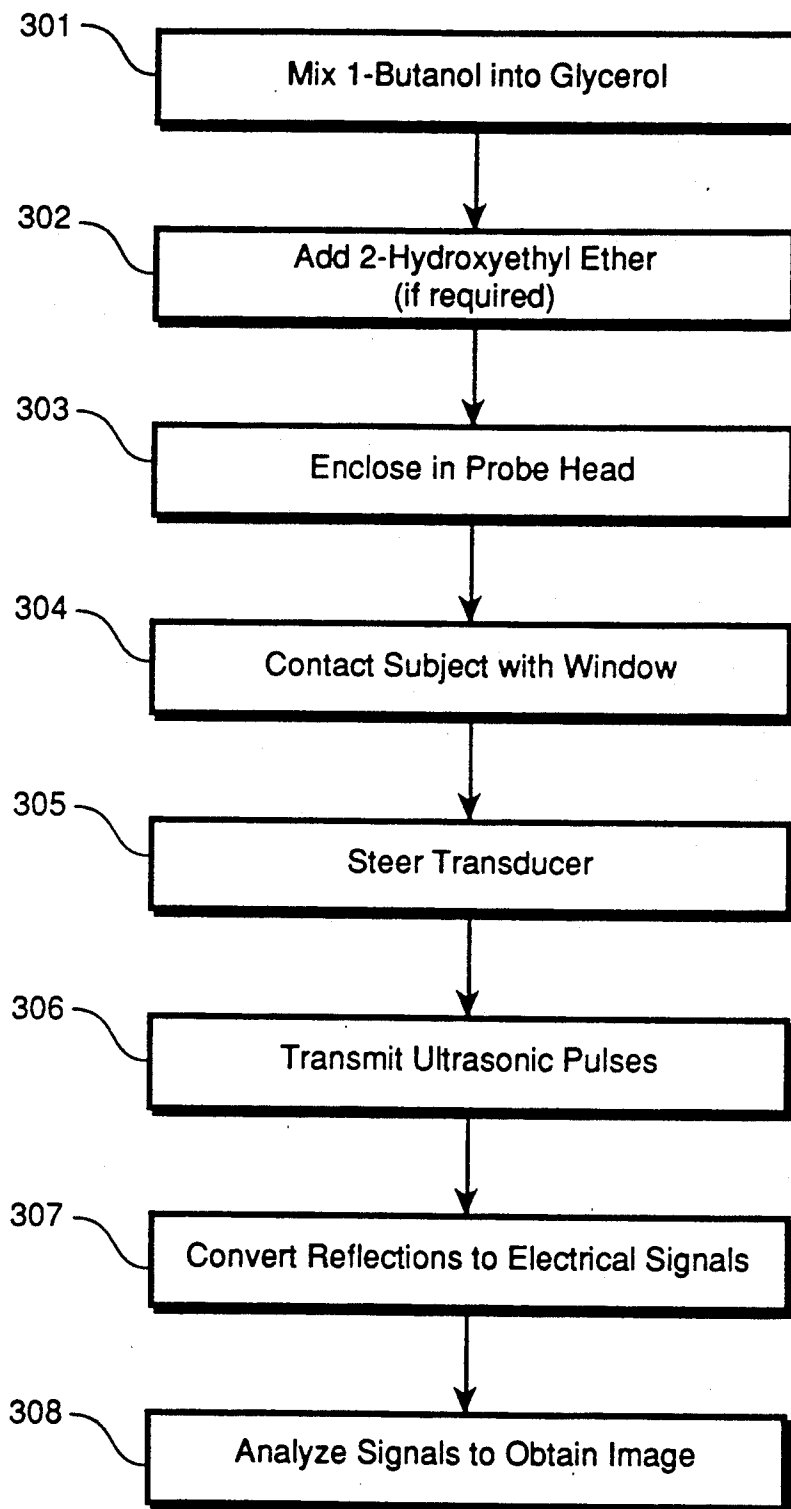 301
Mix 1-Butanol into Glycerol
302
Add 2-Hydroxyethyl Ether
(if required)
303
Enclose in Probe Head
304
Contact Subject with Window
305
Steer Transducer
306
Transmit Ultrasonic Pulses
307
Convert Reflections to Electrical Signals
308
Analyze Signals to Obtain Image